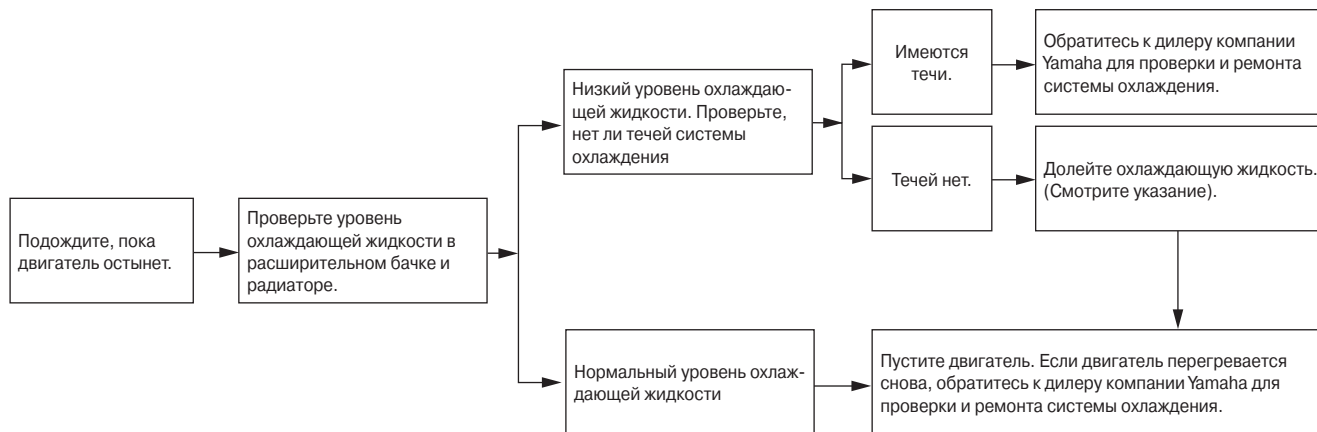 Подождите, пока
двигатель остынет.
Проверьте уровень
охлаждающей жидкости в
расширительном бачке и
радиаторе.
Низкий уровень охлаждаю-
щей жидкости. Проверьте,
нет ли течей системы
охлаждения
Имеются
течи.
Обратитесь к дилеру компании
Yamaha для проверки и ремонта
системы охлаждения.
Течей нет.
Долейте охлаждающую жидкость.
(Смотрите указание).
Нормальный уровень охлаж-
дающей жидкости
Пустите двигатель. Если двигатель перегревается
снова, обратитесь к дилеру компании Yamaha для
проверки и ремонта системы охлаждения.